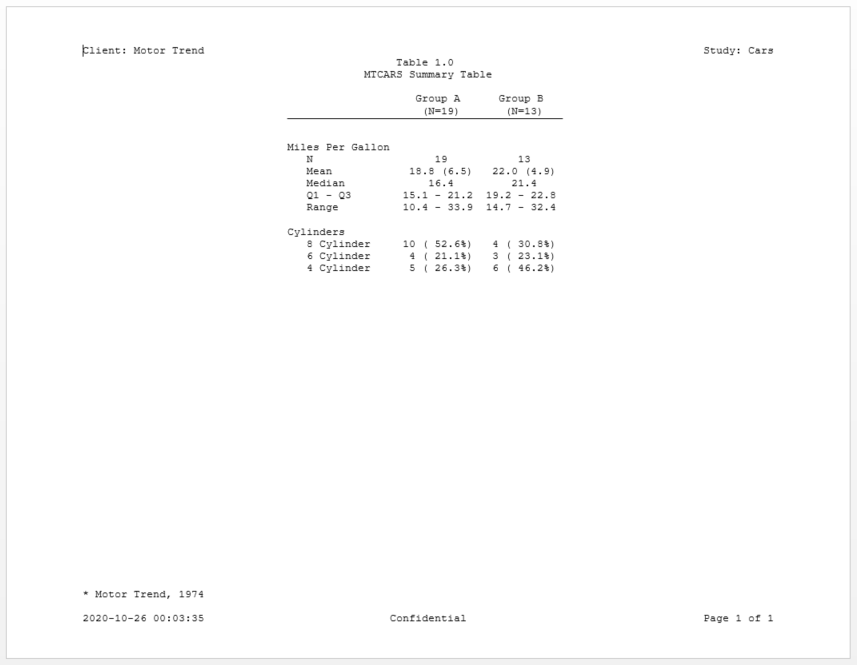 Client: Motor Trend Study: Cars
Table 1.0
MTCARS Summary Table
Group A Group B
(N=19) (N=13)
Miles Per Gallon
N 19 13
Mean 18.8 (6.5) 22.0 (4.9)
Median 16.4 21.4
Q1 - Q3 15.1 - 21.2 19.2 - 22.8
Range 10.4 - 33.9 14.7 - 32.4
Cylinders
8 Cylinder 10 ( 52.6%) 4 ( 30.8%)
6 Cylinder 4 ( 21.1%) 3 ( 23.1%)
4 Cylinder 5 ( 26.3%) 6 ( 46.2%)
* Motor Trend, 1974
2020-10-26 00:03:35 Confidential Page 1 of 1